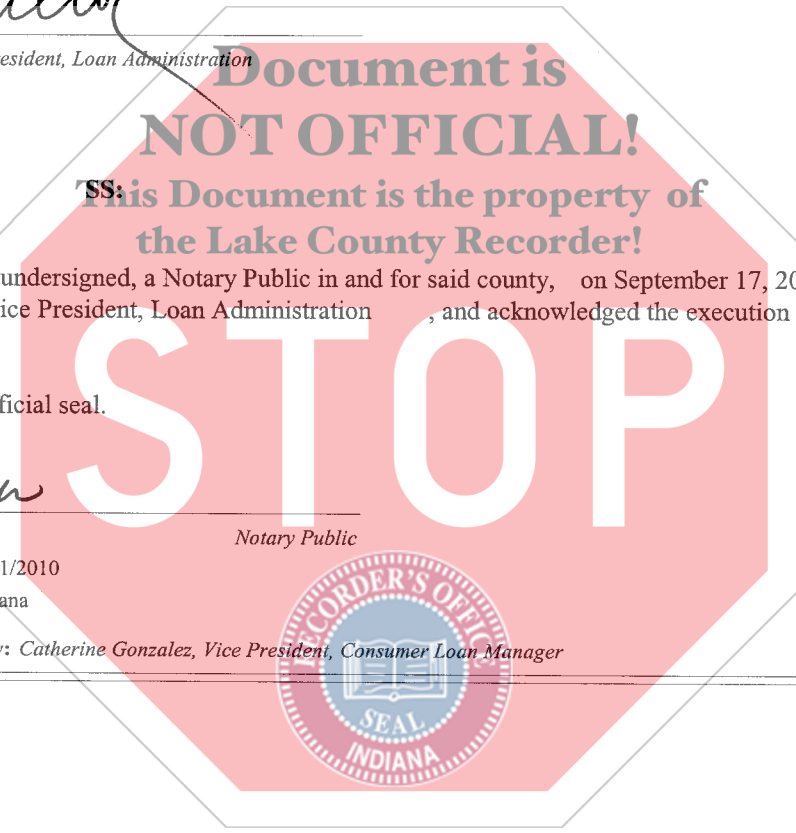 esident, Loan Administration
Document is
NOT OFFICIAL!
SS:
This Document is the property of
the Lake County Recorder!
undersigned, a Notary Public in and for said county, on September 17, 20
ice President, Loan Administration , and acknowledged the execution
STOP
ficial seal.
Notary Public
1/2010
ana
y: Catherine Gonzalez, Vice President, Consumer Loan Manager
RECORDER'S OFFIC
SEAL
INDIANA